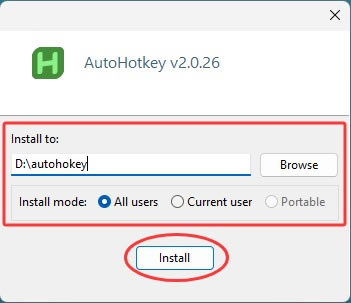 AutoHotkey v2.0.26
Install to:
D:\autohokey
Browse
Install mode: All users Current user Portable
Install